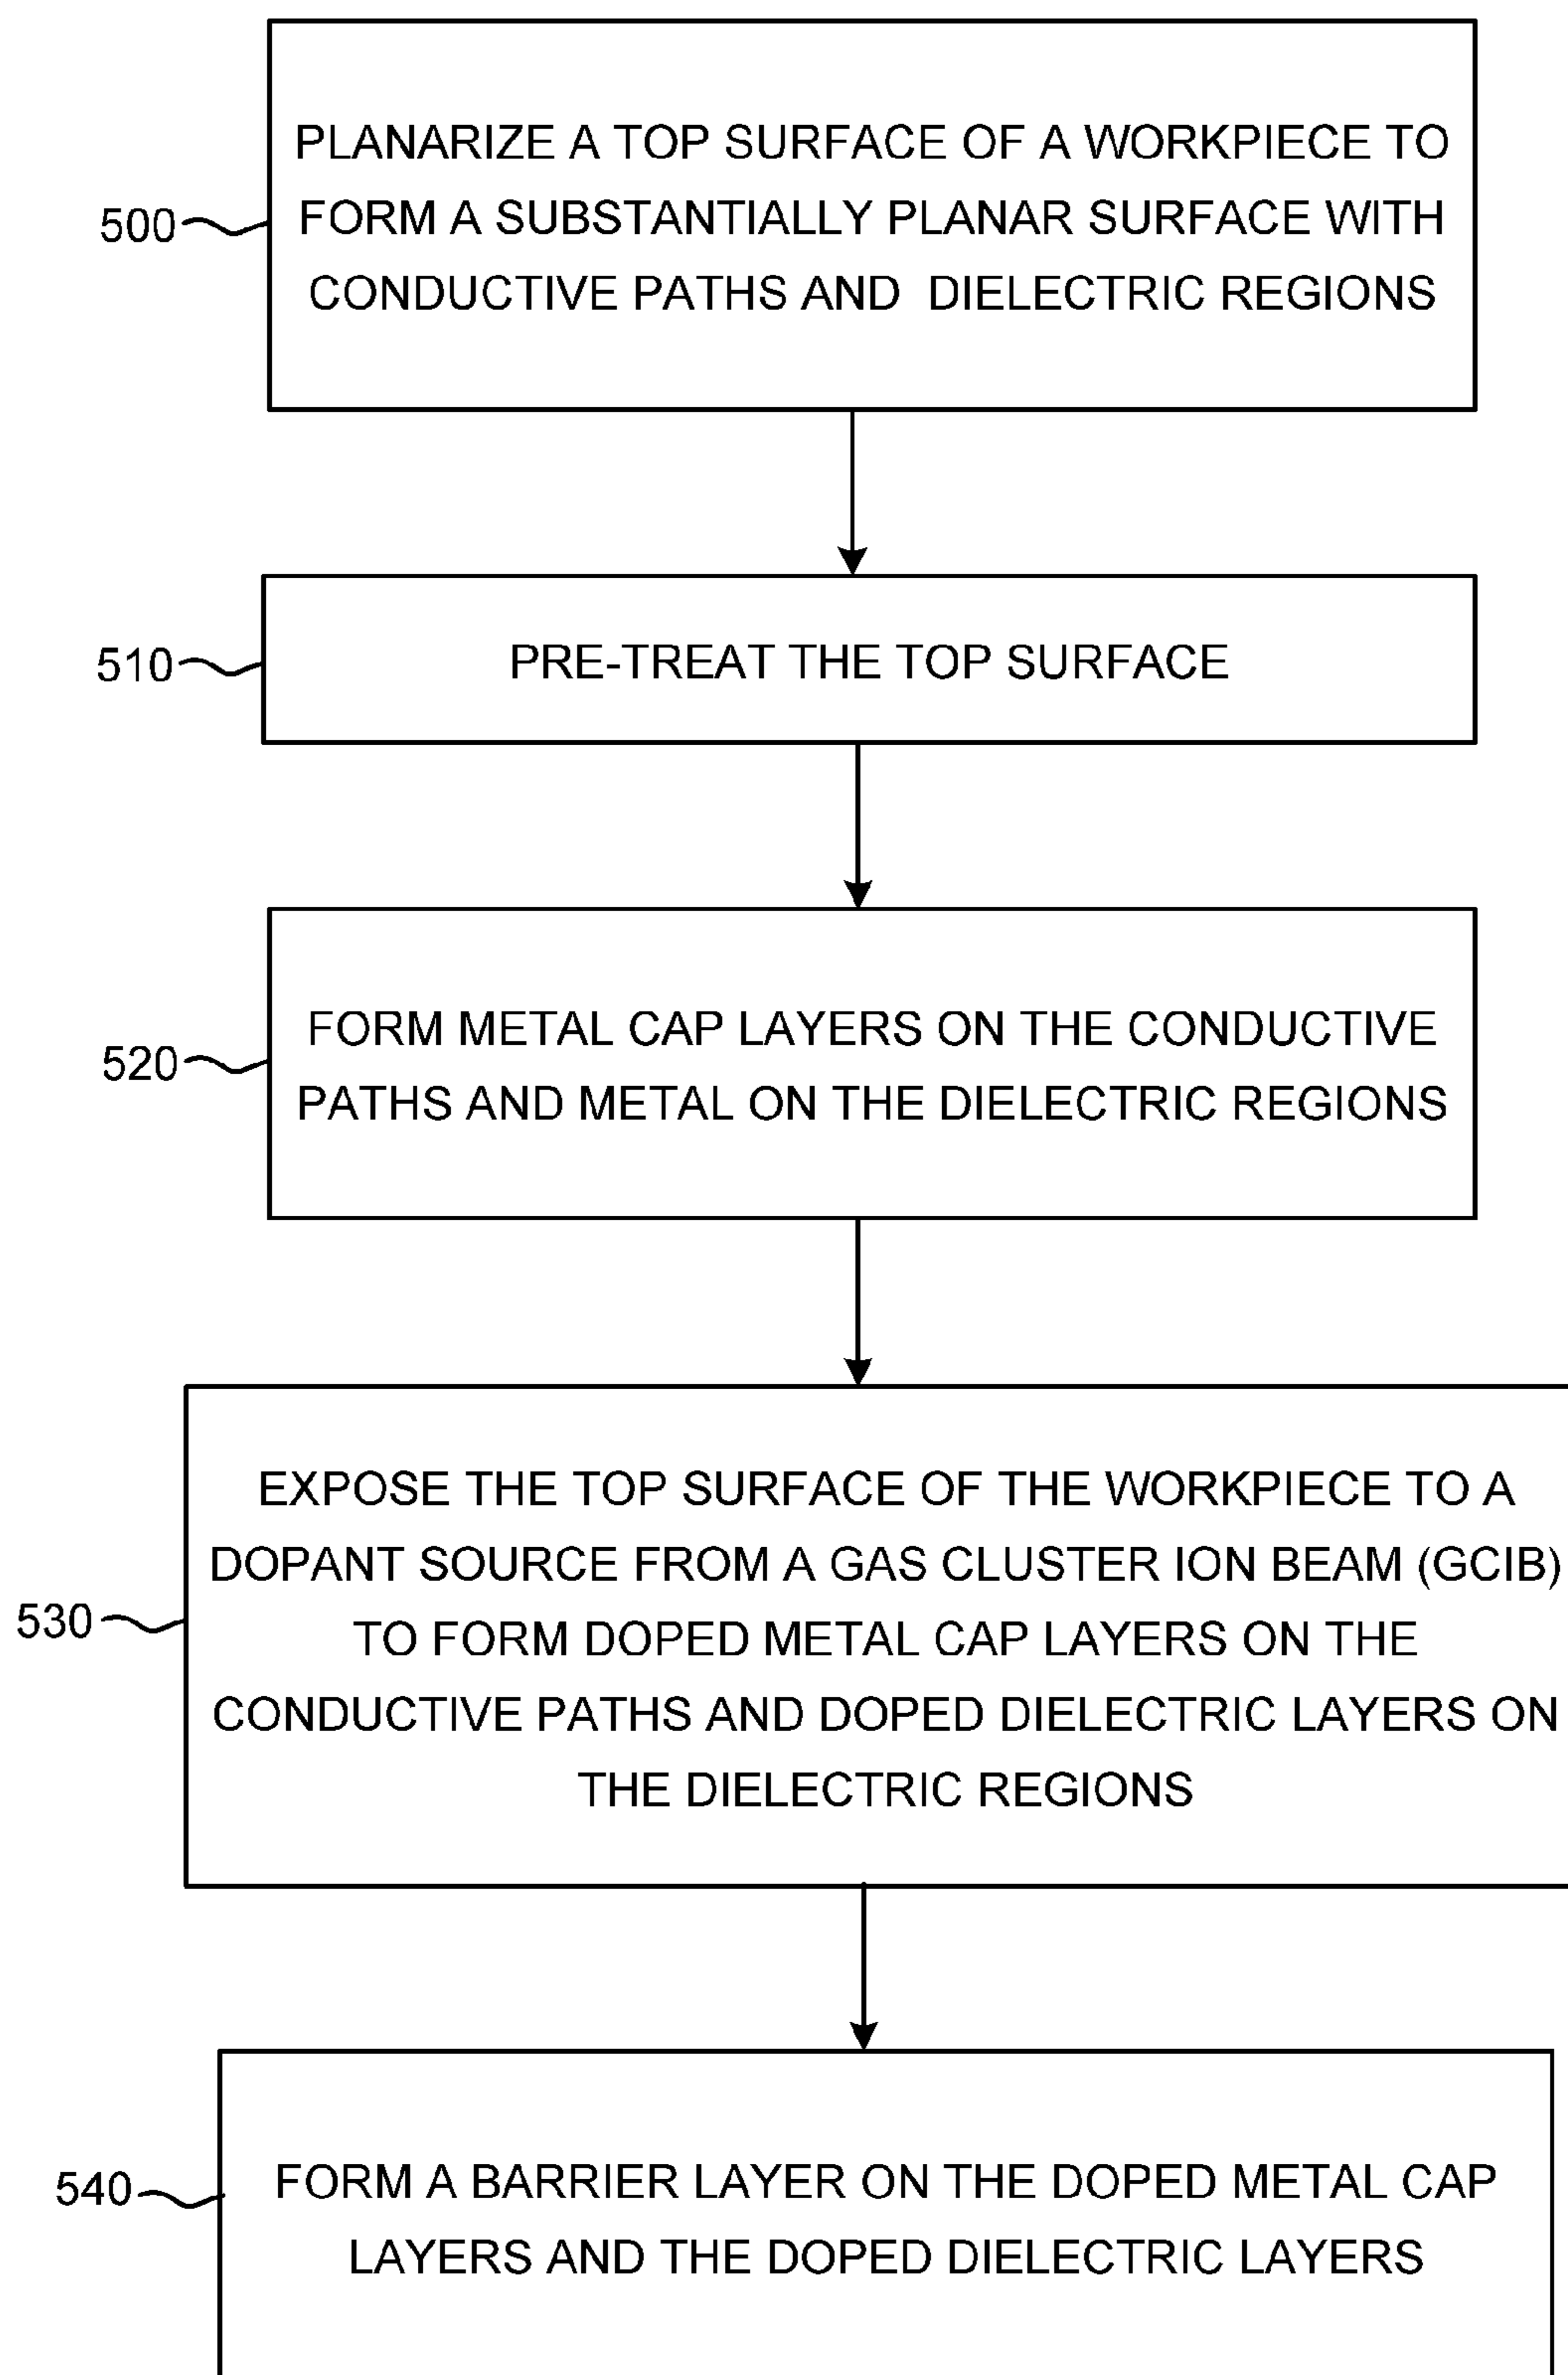 PLANARIZE A TOP SURFACE OF A WORKPIECE TO
FORM A SUBSTANTIALLY PLANAR SURFACE WITH
CONDUCTIVE PATHS AND DIELECTRIC REGIONS
500
PRE-TREAT THE TOP SURFACE
510
FORM METAL CAP LAYERS ON THE CONDUCTIVE
PATHS AND METAL ON THE DIELECTRIC REGIONS
520
EXPOSE THE TOP SURFACE OF THE WORKPIECE TO A
DOPANT SOURCE FROM A GAS CLUSTER ION BEAM (GCIB)
TO FORM DOPED METAL CAP LAYERS ON THE
CONDUCTIVE PATHS AND DOPED DIELECTRIC LAYERS ON
THE DIELECTRIC REGIONS
530
FORM A BARRIER LAYER ON THE DOPED METAL CAP
LAYERS AND THE DOPED DIELECTRIC LAYERS
540